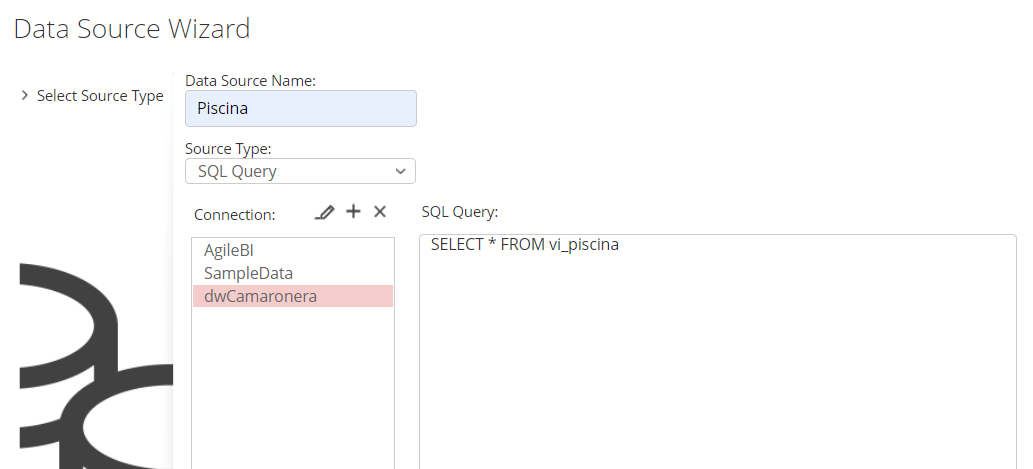 Data Source Wizard
Select Source Type
Data Source Name:
Piscina
Source Type:
SQL Query
Connection:
AgileBI
SampleData
dwCamaronera
SQL Query:
SELECT * FROM vi_piscina